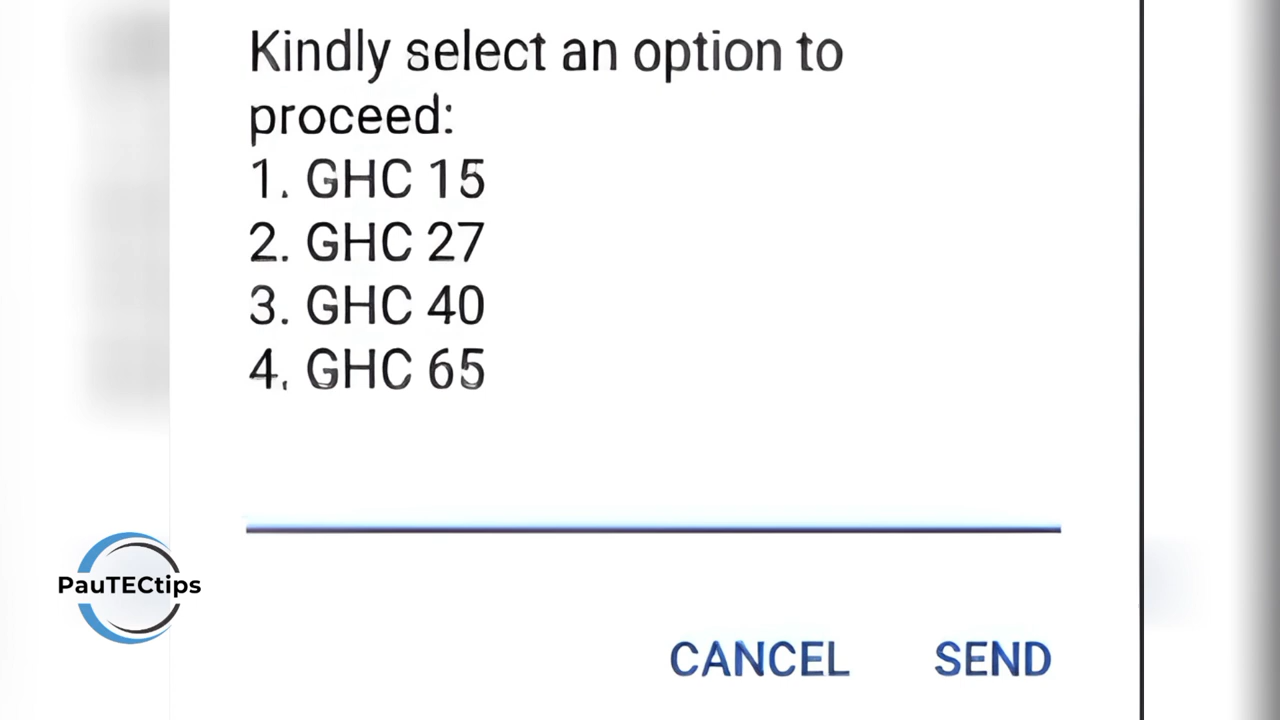 Kindly select an option to
proceed:
1. GHC 15
2. GHC 27
3. GHC 40
4. GHC 65
PauTECtips
CANCEL SEND